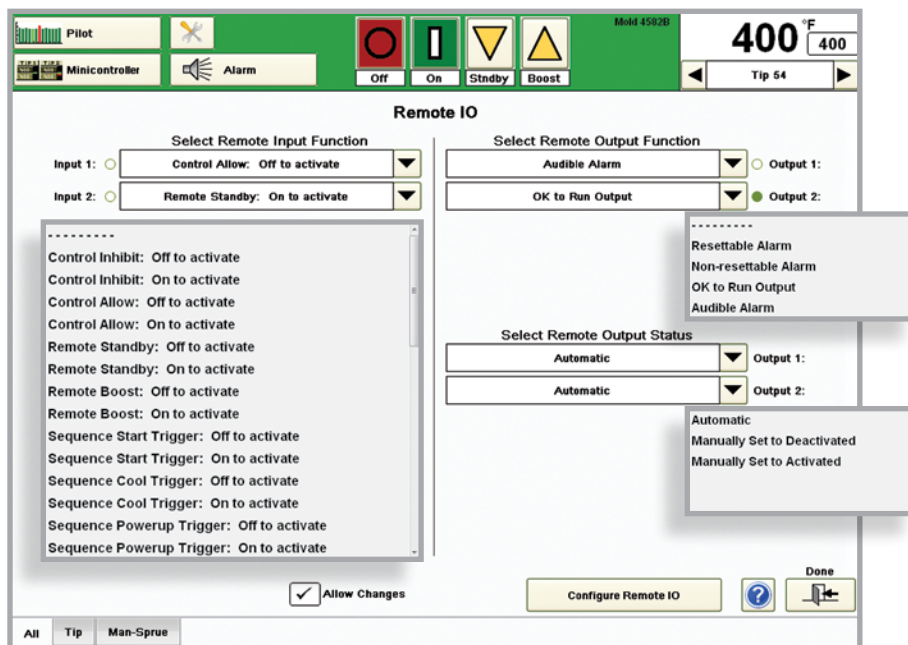 Pilot
Mold 4582B
400 °F
400
Minicontroller
Alarm
Off
On
Stndby
Boost
Tip 54
Remote IO
Select Remote Input Function
Input 1:
Control Allow: Off to activate
Input 2:
Remote Standby: On to activate
---------
Control Inhibit: Off to activate
Control Inhibit: On to activate
Control Allow: Off to activate
Control Allow: On to activate
Remote Standby: Off to activate
Remote Standby: On to activate
Remote Boost: Off to activate
Remote Boost: On to activate
Sequence Start Trigger: Off to activate
Sequence Start Trigger: On to activate
Sequence Cool Trigger: Off to activate
Sequence Cool Trigger: On to activate
Sequence Powerup Trigger: Off to activate
Sequence Powerup Trigger: On to activate
Select Remote Output Function
Audible Alarm
Output 1:
OK to Run Output
Output 2:
---------
Resettable Alarm
Non-resettable Alarm
OK to Run Output
Audible Alarm
Select Remote Output Status
Automatic
Output 1:
Automatic
Output 2:
Automatic
Manually Set to Deactivated
Manually Set to Activated
Allow Changes
Configure Remote IO
?
Done
All
Tip
Man-Sprue